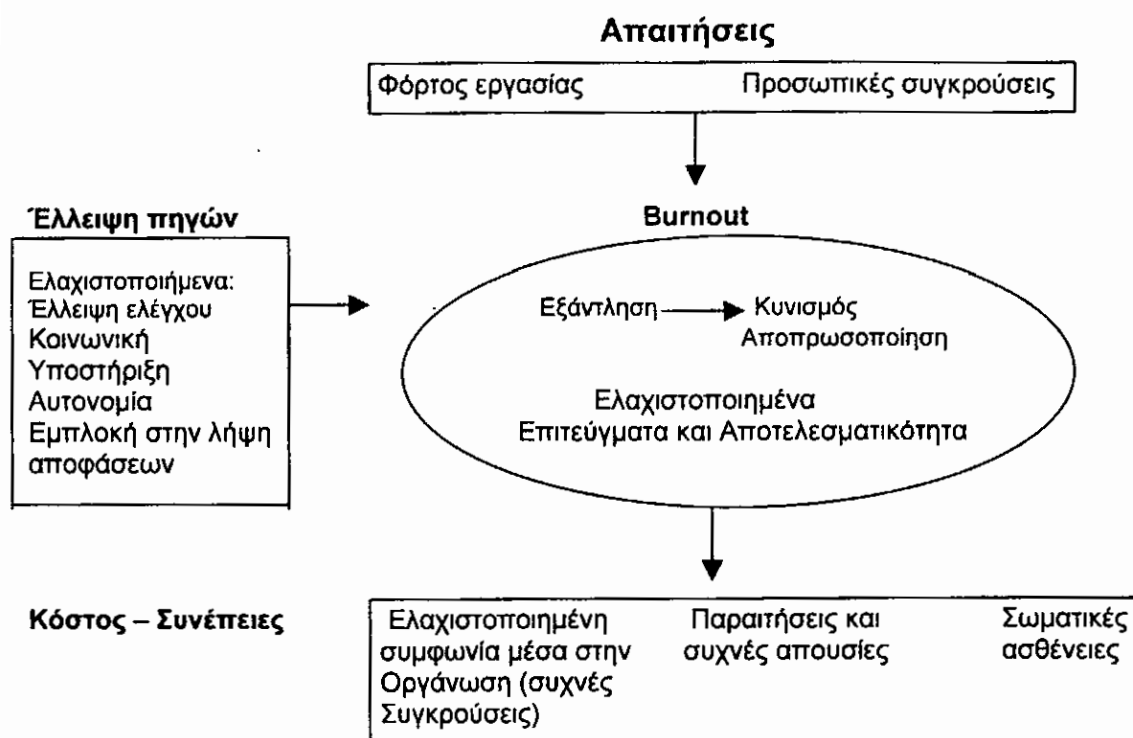 Απαιτήσεις
Φόρτος εργασίας Προσωπικές συγκρούσεις
Έλλειψη πηγών
Ελαχιστοποιήμενα:
Έλλειψη ελέγχου
Κοινωνική
Υποστήριξη
Αυτονομία
Εμπλοκή στην λήψη
αποφάσεων
Burnout
Εξάντληση Κυνισμός
Αποπρωσοποίηση
Ελαχιστοποιημένα
Επιτεύγματα και Αποτελεσματικότητα
Κόστος – Συνέπειες
Ελαχιστοποιημένη
συμφωνία μέσα στην
Οργάνωση (συχνές
Συγκρούσεις)
Παραιτήσεις και
συχνές απουσίες
Σωματικές
ασθένειες